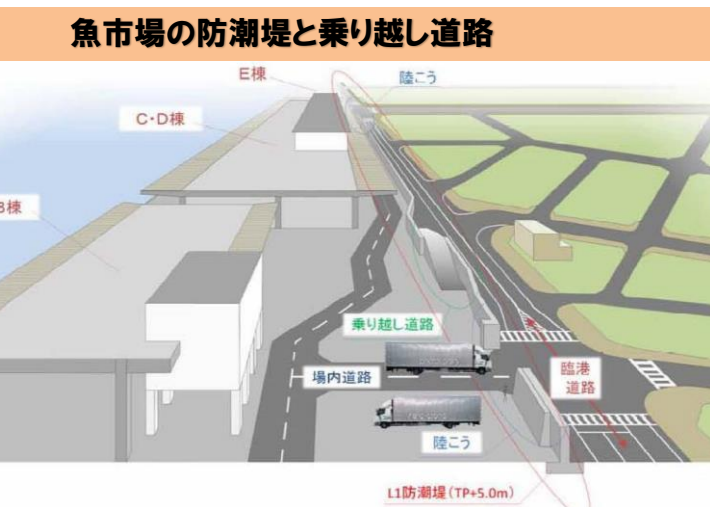 魚市場の防潮堤と乗り越し道路
E棟
陸こう
C・D棟
B棟
乗り越し道路
場内道路
臨港
道路
陸こう
L1防潮堤(TP+5.0m)